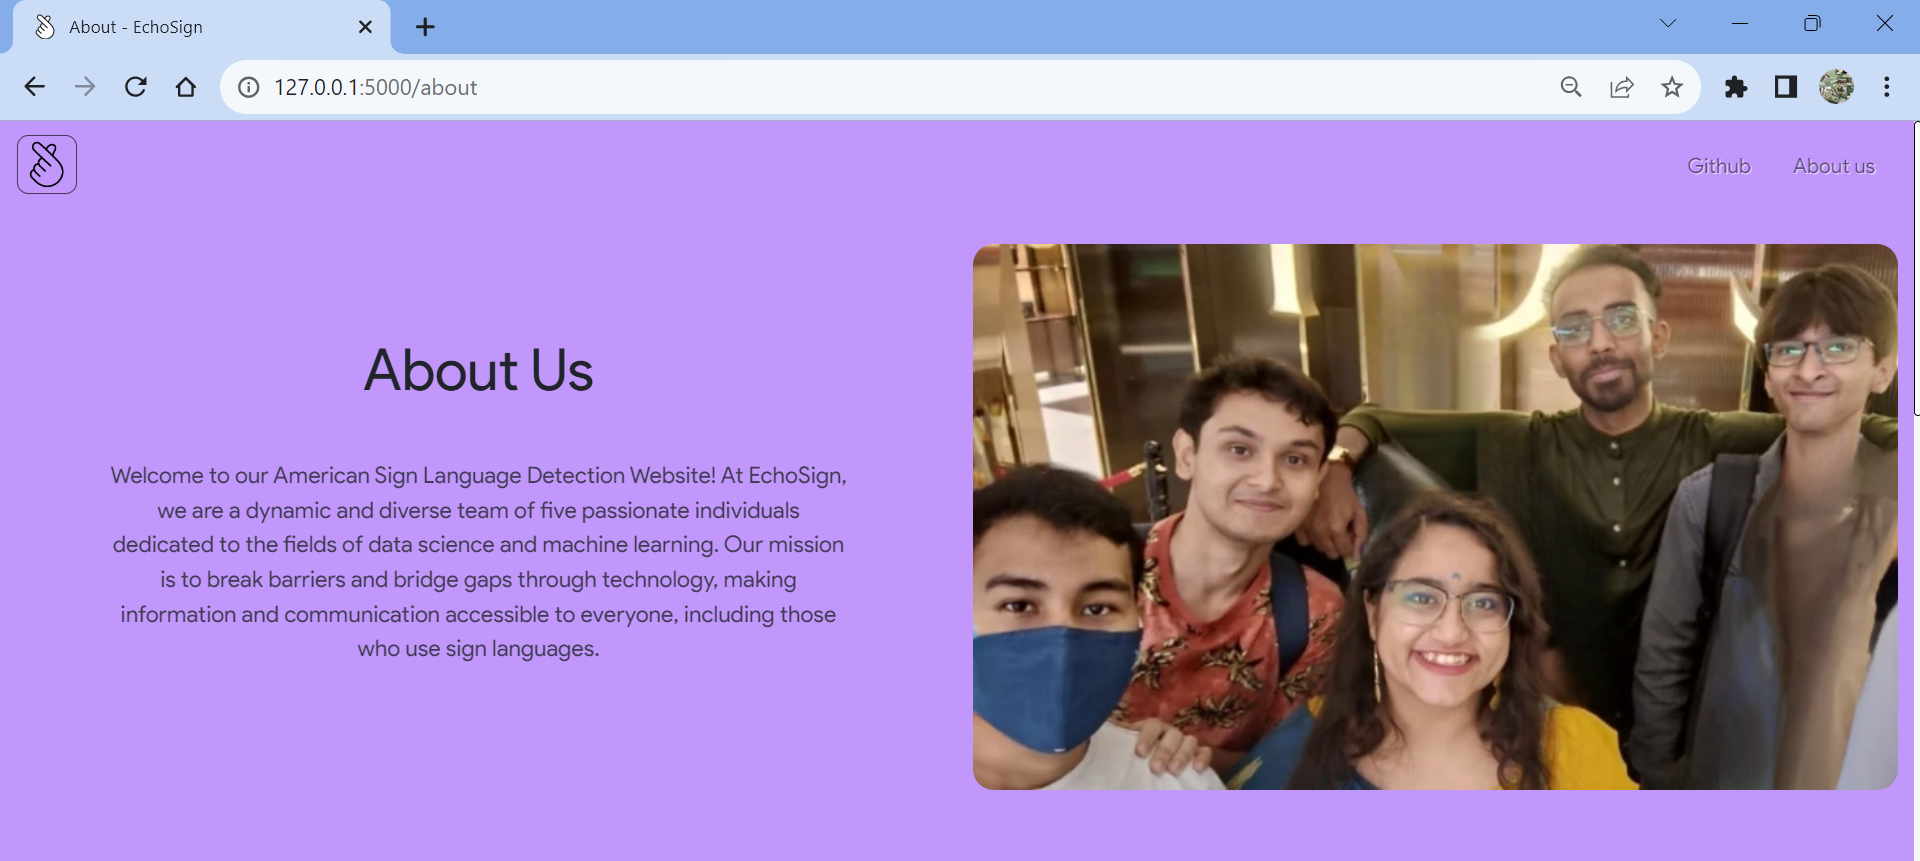 About - EchoSign
127.0.0.1:5000/about
Github About us
About Us
Welcome to our American Sign Language Detection Website! At EchoSign,
we are a dynamic and diverse team of five passionate individuals
dedicated to the fields of data science and machine learning. Our mission
is to break barriers and bridge gaps through technology, making
information and communication accessible to everyone, including those
who use sign languages.